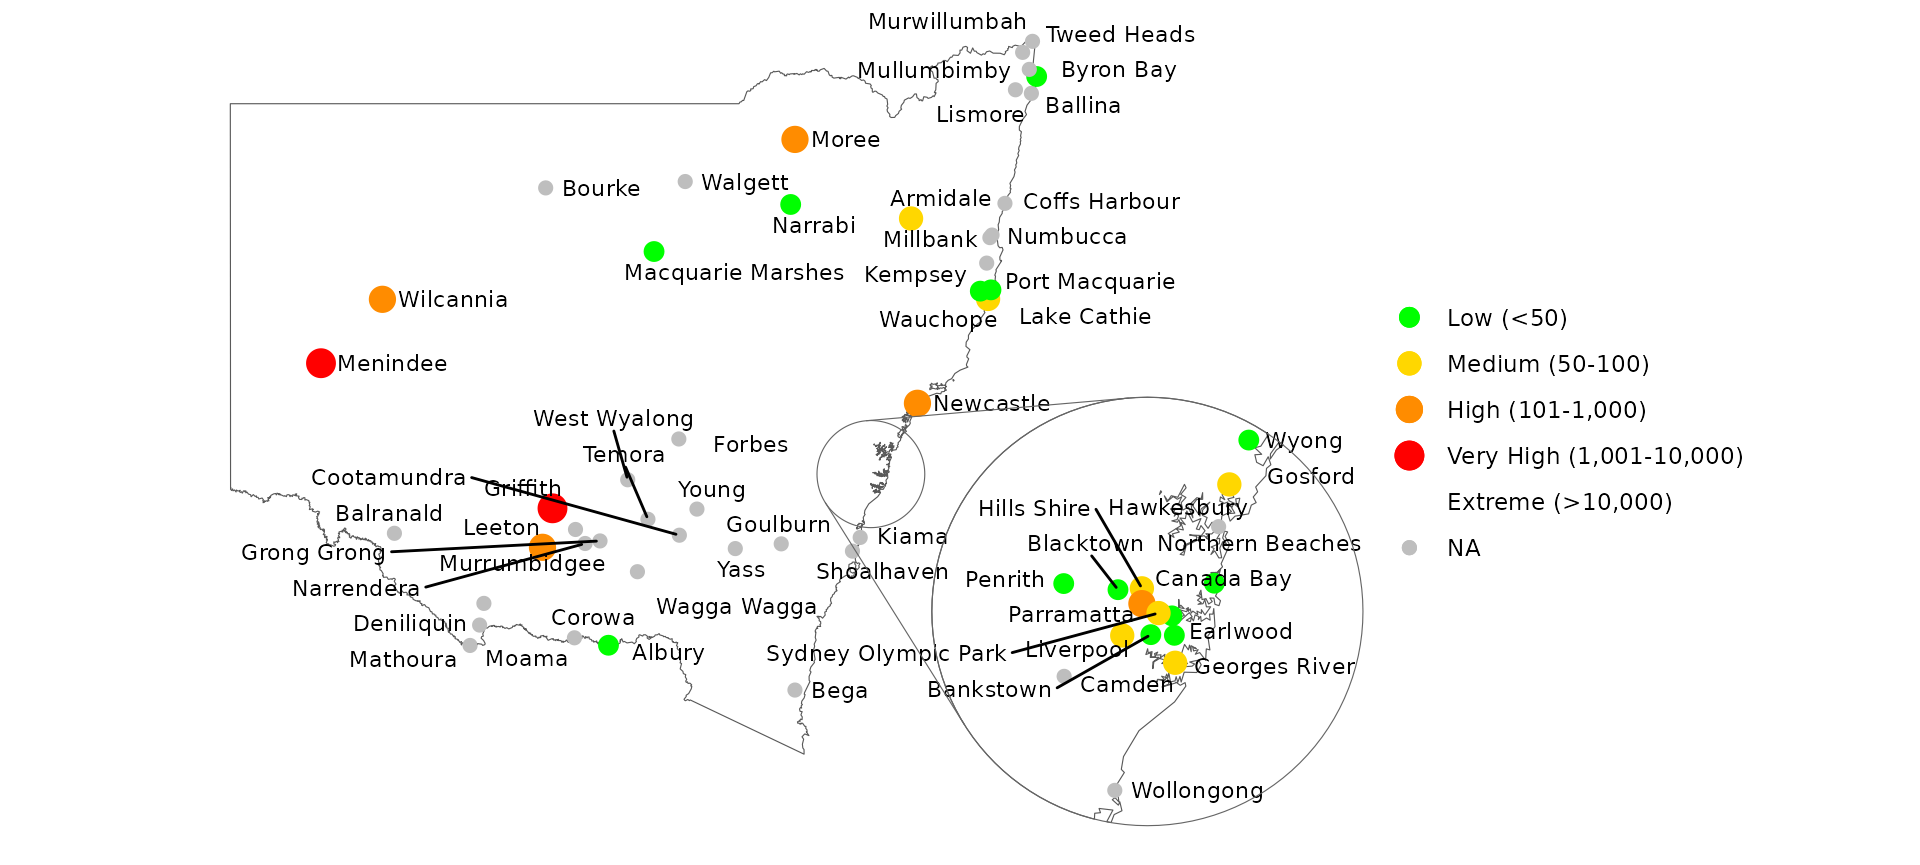 Murwillumbah
Tweed Heads
Mullumbimby
Byron Bay
Ballina
Lismore
Moree
Bourke
Walgett
Armidale
Coffs Harbour
Narrabi
Millbank
Numbucca
Macquarie Marshes
Kempsey
Port Macquarie
Wilcannia
Wauchope
Lake Cathie
Low (<50)
Menindee
Medium (50-100)
Newcastle
High (101-1,000)
West Wyalong
Forbes
Wyong
Temora
Very High (1,001-10,000)
Cootamundra
Griffith
Gosford
Young
Extreme (>10,000)
Balranald
Hills Shire
Hawkesbury
Leeton
Goulburn
Kiama
Blacktown
Northern Beaches
NA
Grong Grong
Murrumbidgee
Yass
Shoalhaven
Penrith
Canada Bay
Narrendera
Wagga Wagga
Parramatta
Deniliquin
Corowa
Earlwood
Mathoura
Moama
Albury
Sydney Olympic Park
Liverpool
Georges River
Bega
Bankstown
Camden
Wollongong